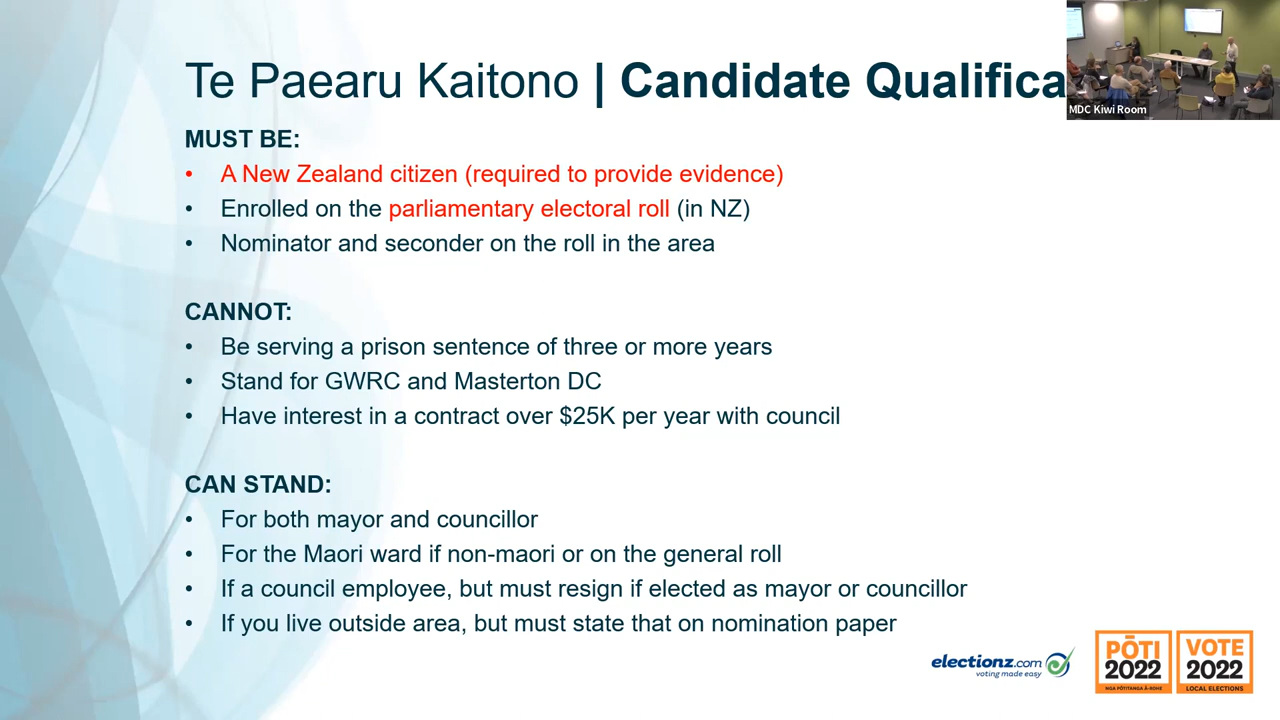 Te Paearu Kaitono | Candidate Qualifica
MDC Kiwi Room
MUST BE:
• A New Zealand citizen (required to provide evidence)
• Enrolled on the parliamentary electoral roll (in NZ)
• Nominator and seconder on the roll in the area
CANNOT:
• Be serving a prison sentence of three or more years
• Stand for GWRC and Masterton DC
• Have interest in a contract over $25K per year with council
CAN STAND:
• For both mayor and councillor
• For the Maori ward if non-maori or on the general roll
• If a council employee, but must resign if elected as mayor or councillor
• If you live outside area, but must state that on nomination paper
electionz.com
voting made easy
PŌTI
2022
NGA PŌTITANGA Ā-ROHE
VOTE
2022
LOCAL ELECTIONS